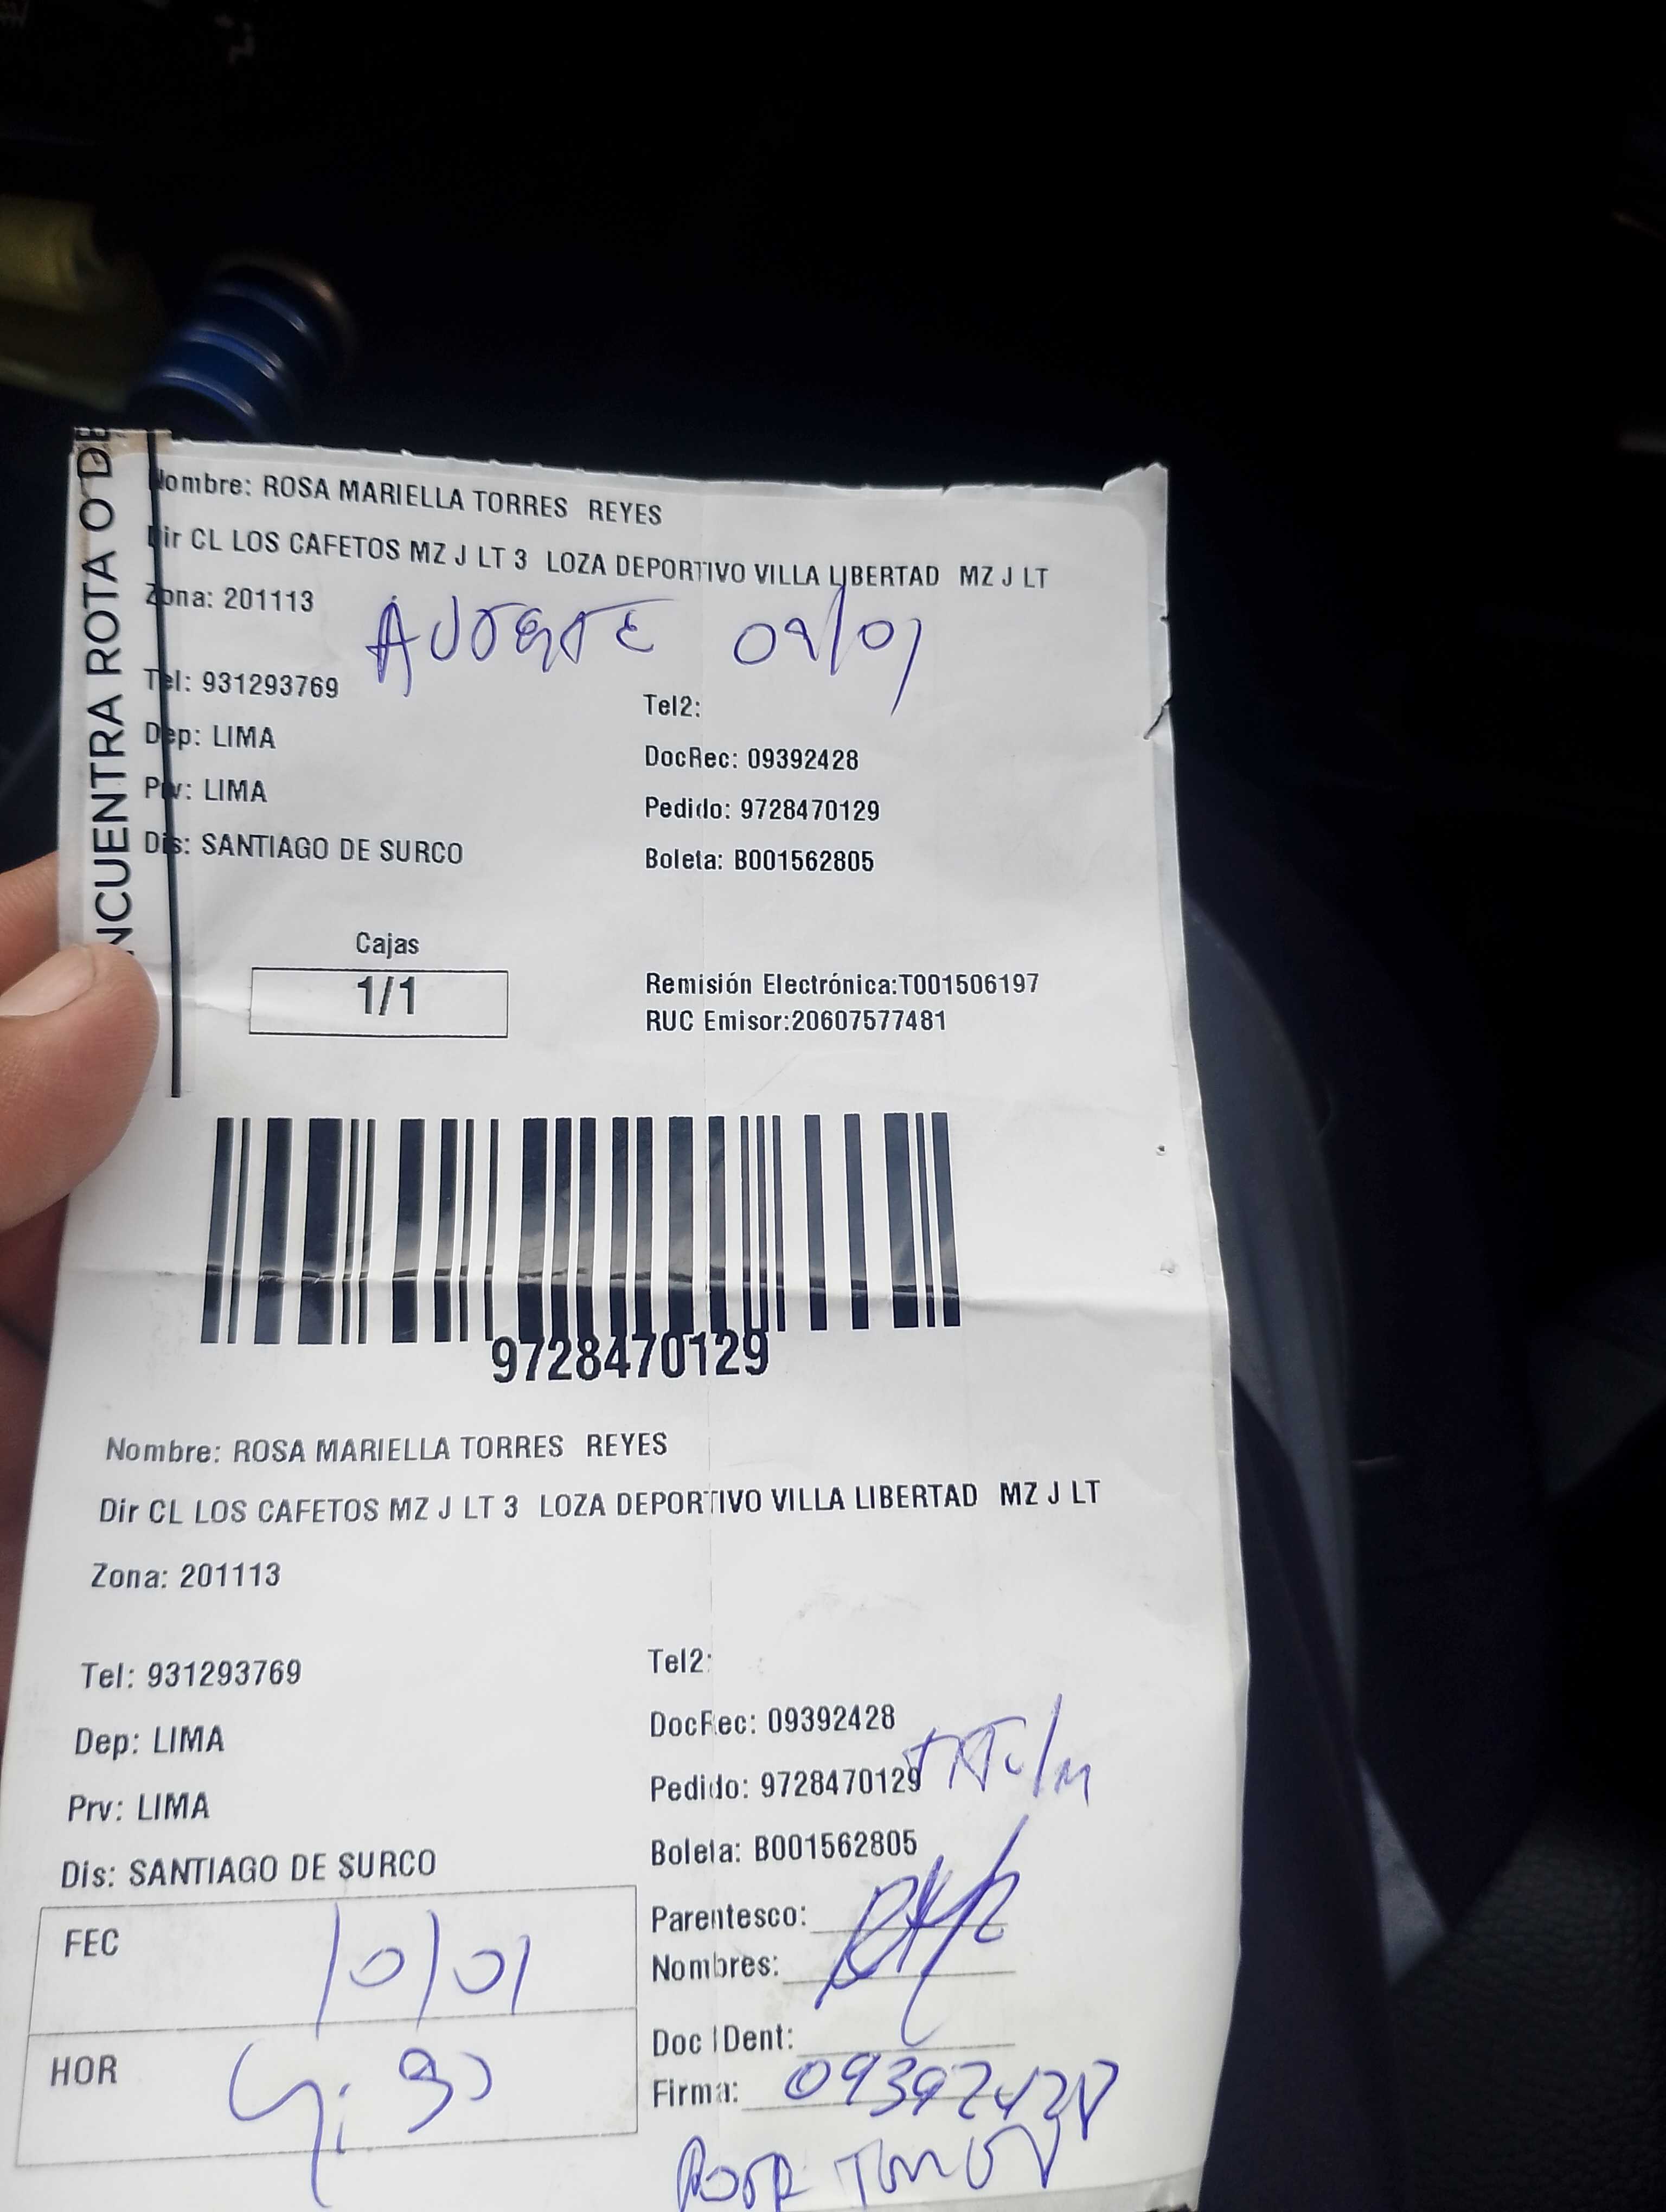 NCUENTRA ROTA O DE
Nombre: ROSA MARIELLA TORRES REYES
Dir CL LOS CAFETOS MZ J LT 3 LOZA DEPORTIVO VILLA LIBERTAD MZ J LT
Zona: 201113
AUSENTE 09/01
Tel: 931293769
Tel2:
Dep: LIMA
DocRec: 09392428
Prv: LIMA
Pedido: 9728470129
Dis: SANTIAGO DE SURCO
Boleta: B001562805
Cajas
1/1
Remisión Electrónica:T001506197
RUC Emisor:20607577481
9728470129
Nombre: ROSA MARIELLA TORRES REYES
Dir CL LOS CAFETOS MZ J LT 3 LOZA DEPORTIVO VILLA LIBERTAD MZ J LT
Zona: 201113
Tel: 931293769
Tel2:
DocRec: 09392428
Dep: LIMA
Pedido: 9728470129
Prv: LIMA
Boleta: B001562805
Dis: SANTIAGO DE SURCO
Parentesco:
FEC 10/01
Nombres:
Doc IDent:
HOR
Firma: 09392428